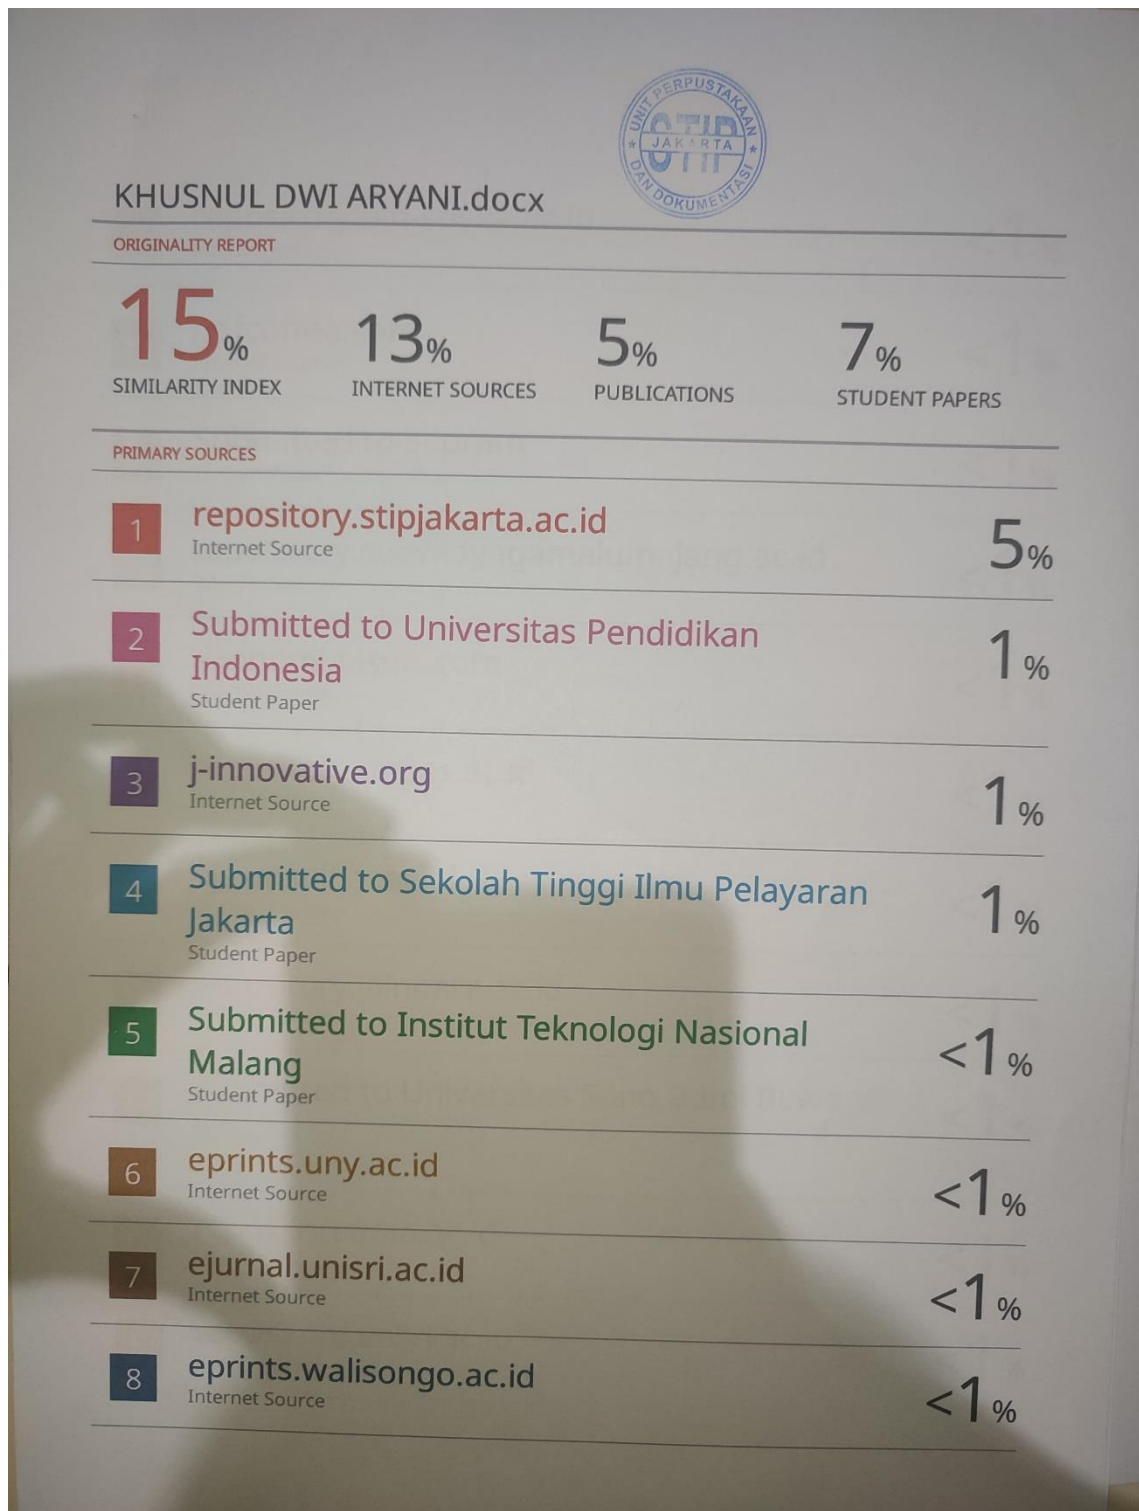 UNIT PERPUSTAKAAN
STIP
JAKARTA
DAN DOKUMENTASI
KHUSNUL DWI ARYANI.docx
ORIGINALITY REPORT
15% 13% 5% 7%
SIMILARITY INDEX INTERNET SOURCES PUBLICATIONS STUDENT PAPERS
PRIMARY SOURCES
1 repository.stipjakarta.ac.id 5%
Internet Source
2 Submitted to Universitas Pendidikan 1%
Indonesia
Student Paper
3 j-innovative.org 1%
Internet Source
4 Submitted to Sekolah Tinggi Ilmu Pelayaran 1%
Jakarta
Student Paper
5 Submitted to Institut Teknologi Nasional <1%
Malang
Student Paper
6 eprints.uny.ac.id <1%
Internet Source
7 ejurnal.unisri.ac.id <1%
Internet Source
8 eprints.walisongo.ac.id <1%
Internet Source